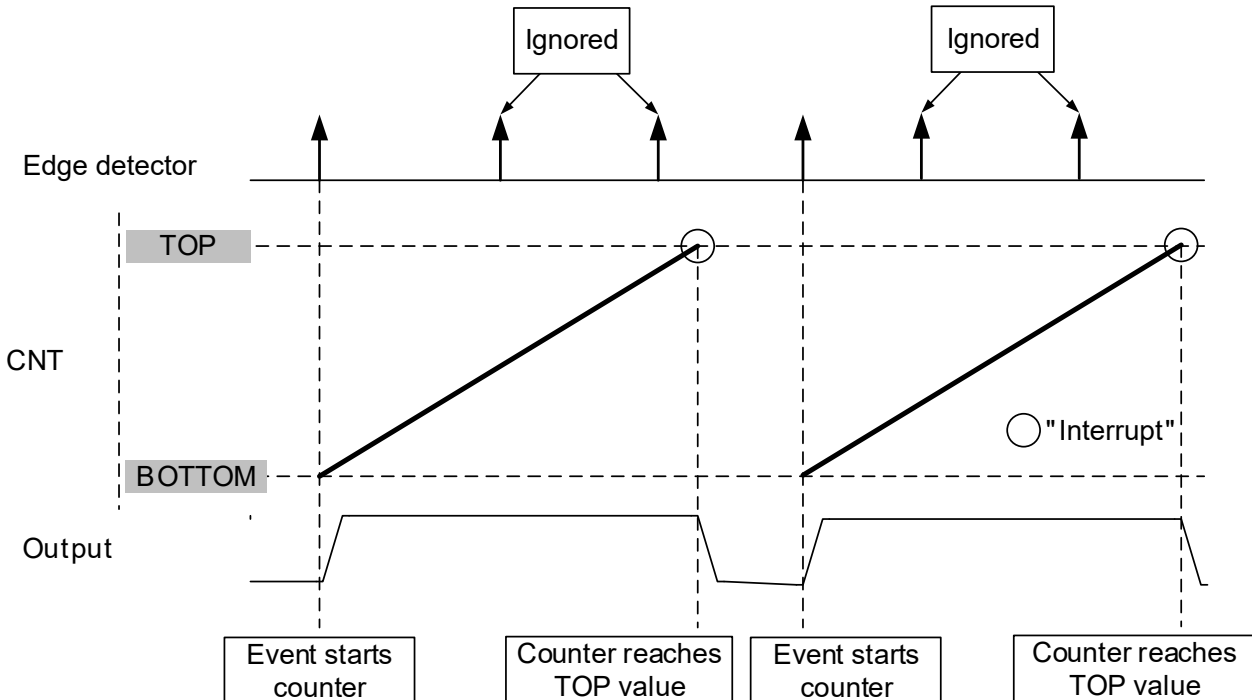 Ignored
Ignored
Edge detector
TOP
CNT
"Interrupt"
BOTTOM
Output
Event starts
counter
Counter reaches
TOP value
Event starts
counter
Counter reaches
TOP value